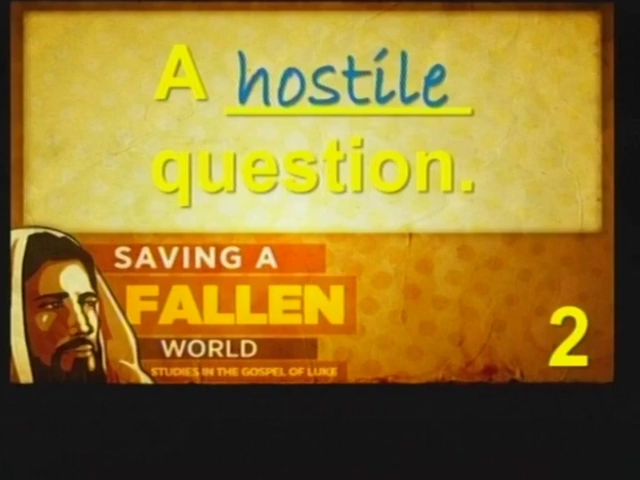 A hostile
question.
SAVING A
FALLEN
WORLD
STUDIES IN THE GOSPEL OF LUKE
2